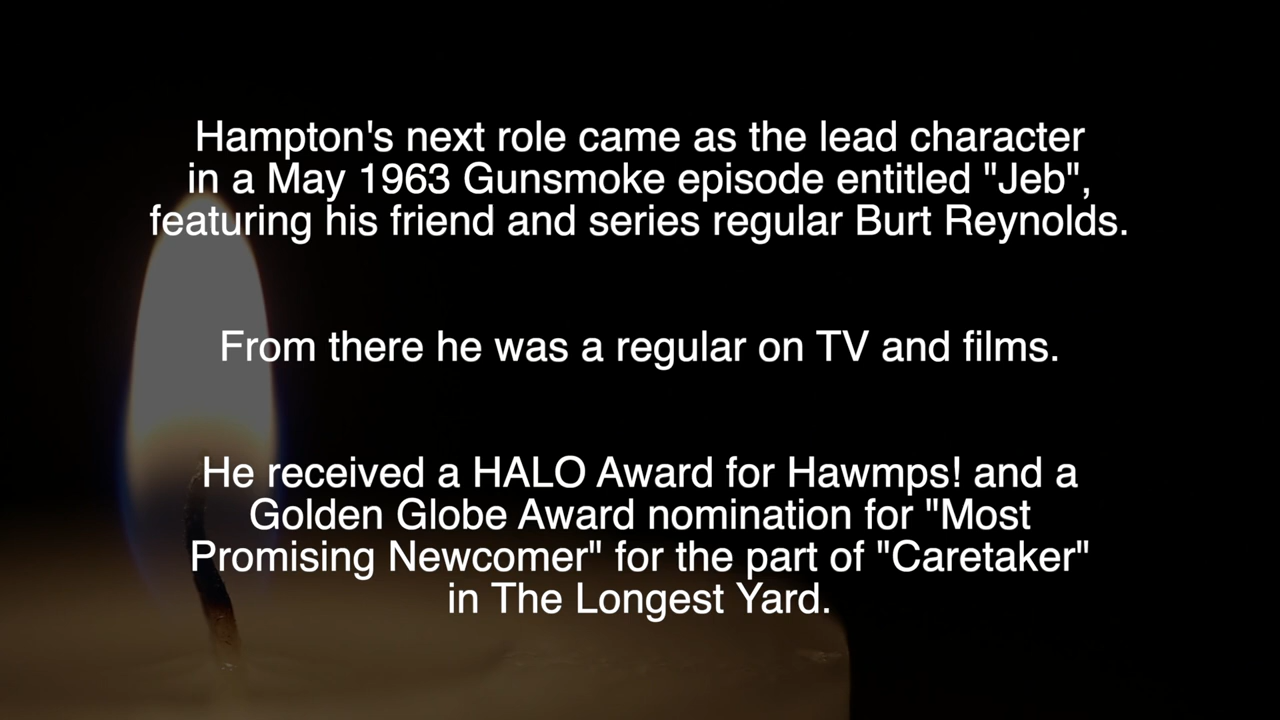 Hampton's next role came as the lead character
in a May 1963 Gunsmoke episode entitled "Jeb",
featuring his friend and series regular Burt Reynolds.
From there he was a regular on TV and films.
He received a HALO Award for Hawmps! and a
Golden Globe Award nomination for "Most
Promising Newcomer" for the part of "Caretaker"
in The Longest Yard.